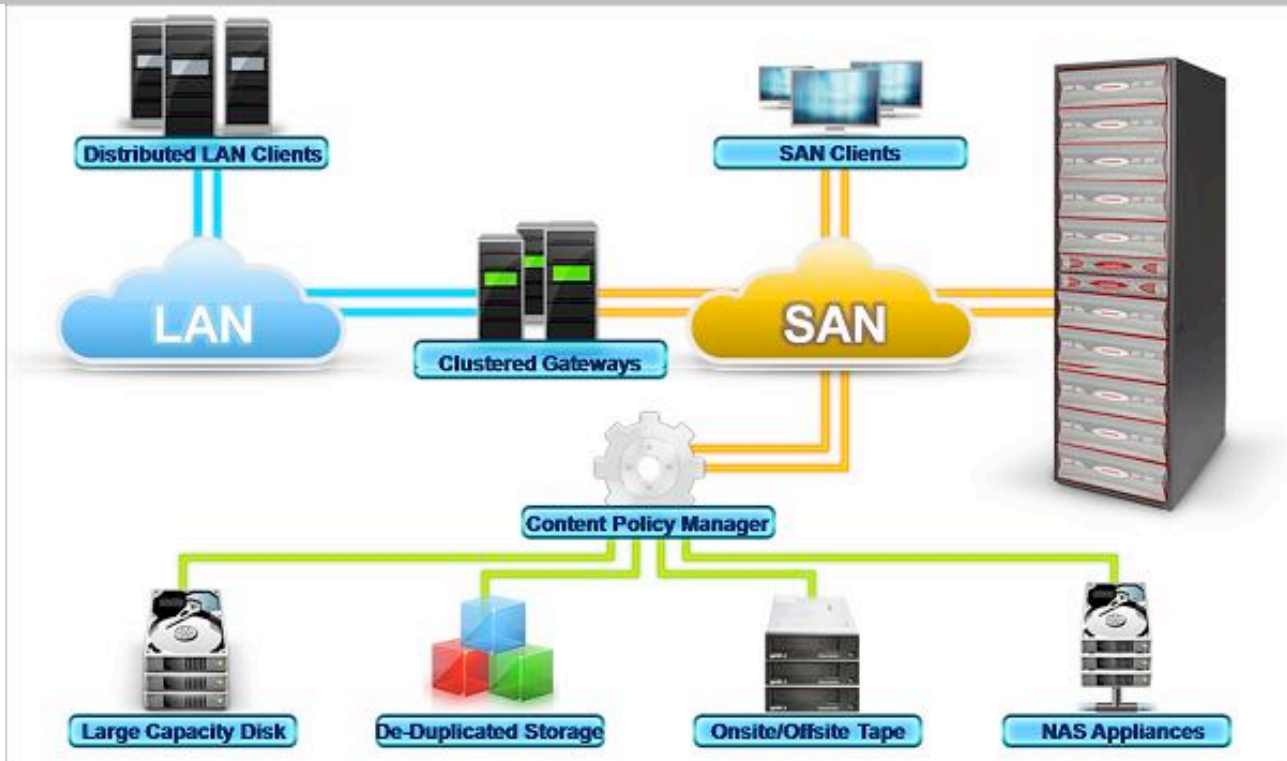 Distributed LAN Clients
SAN Clients
LAN
SAN
Clustered Gateways
Content Policy Manager
Large Capacity Disk
De-Duplicated Storage
Onsite/Offsite Tape
NAS Appliances